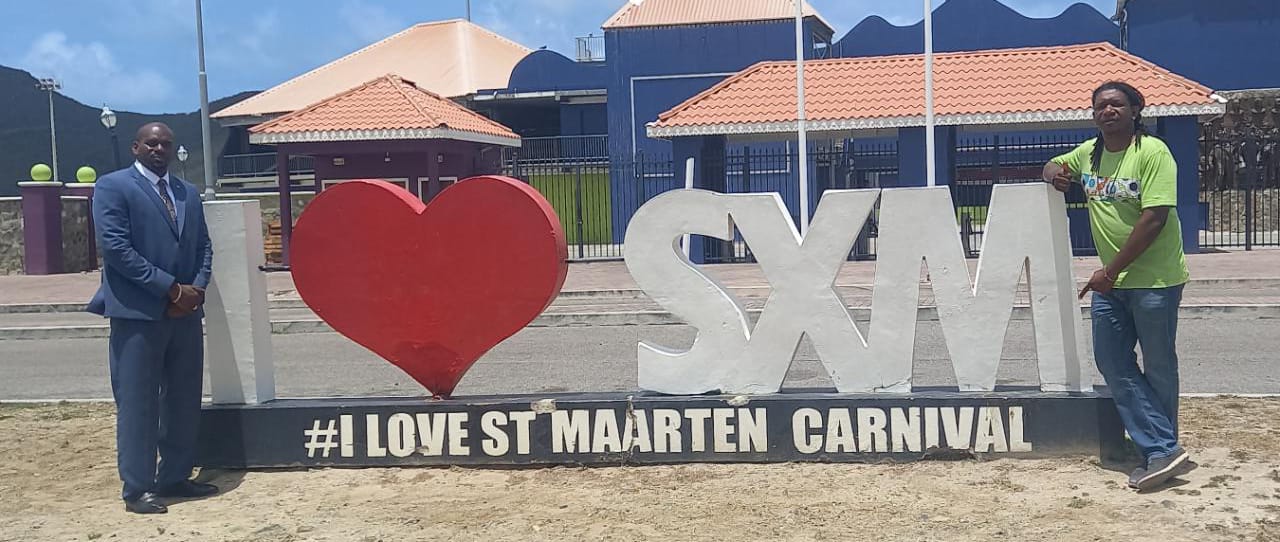 I ❤ SXM
#I LOVE ST MAARTEN CARNIVAL